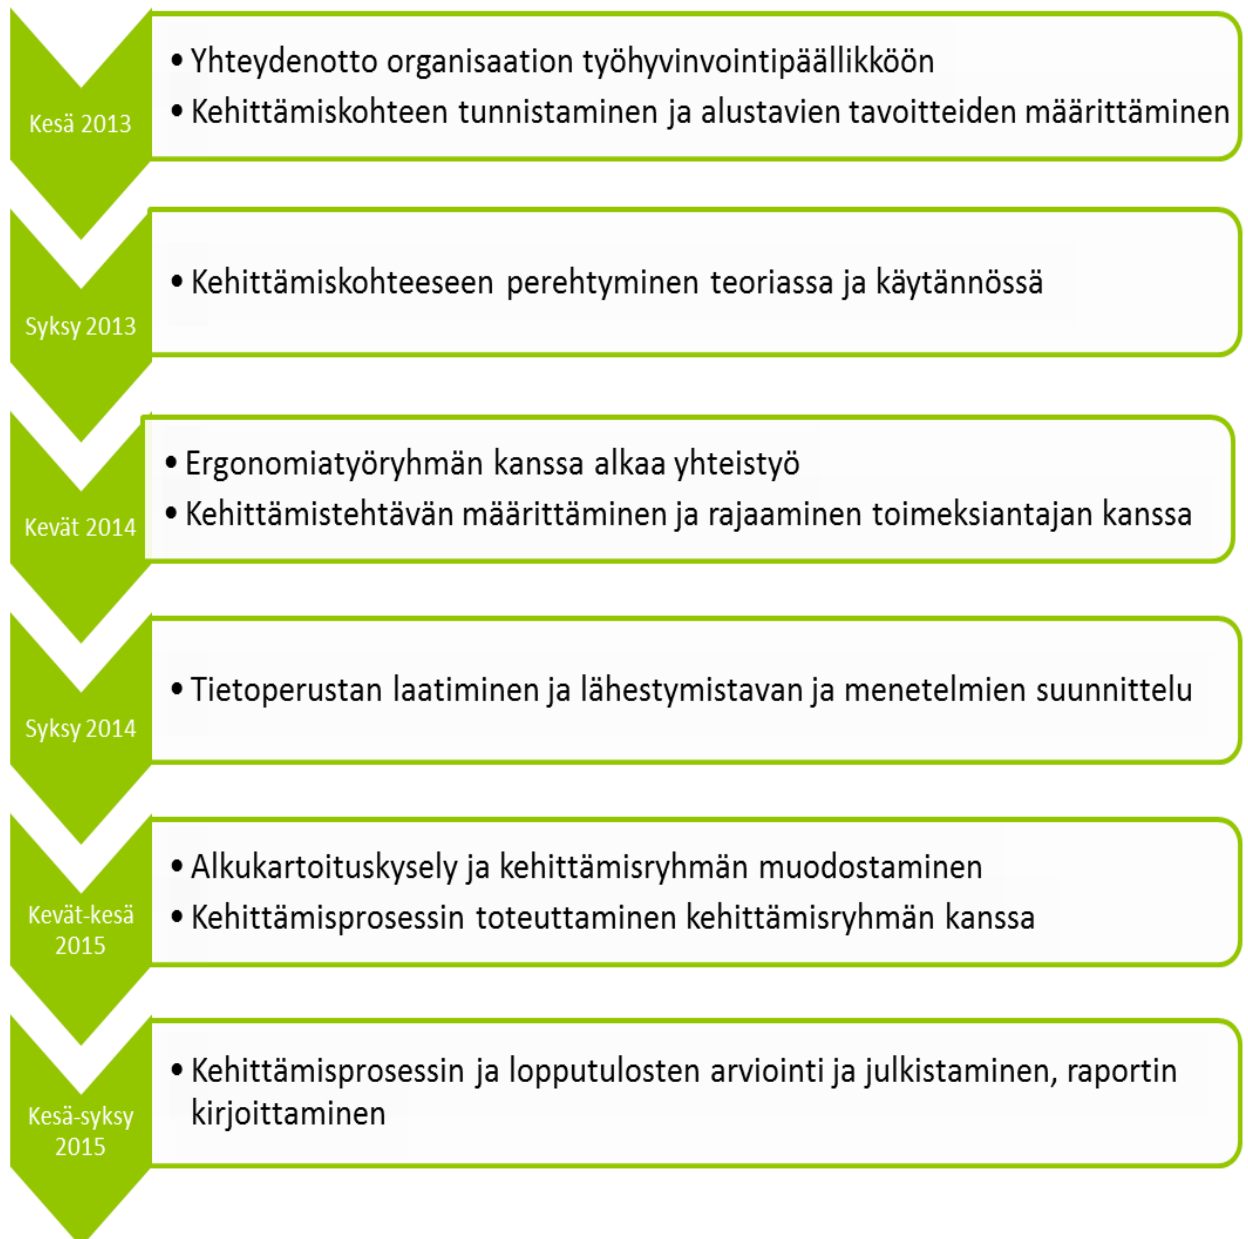 Kesä 2013
• Yhteydenotto organisaation työhyvinvointipäällikköön
• Kehittämiskohteen tunnistaminen ja alustavien tavoitteiden määrittäminen
Syksy 2013
• Kehittämiskohteeseen perehtyminen teoriassa ja käytännössä
Kevät 2014
• Ergonomiatyöryhmän kanssa alkaa yhteistyö
• Kehittämistehtävän määrittäminen ja rajaaminen toimeksiantajan kanssa
Syksy 2014
• Tietoperustan laatiminen ja lähestymistavan ja menetelmien suunnittelu
Kevät-kesä
2015
• Alkukartoituskysely ja kehittämisryhmän muodostaminen
• Kehittämisprosessin toteuttaminen kehittämisryhmän kanssa
Kesä-syksy
2015
• Kehittämisprosessin ja lopputulosten arviointi ja julkistaminen, raportin
kirjoittaminen